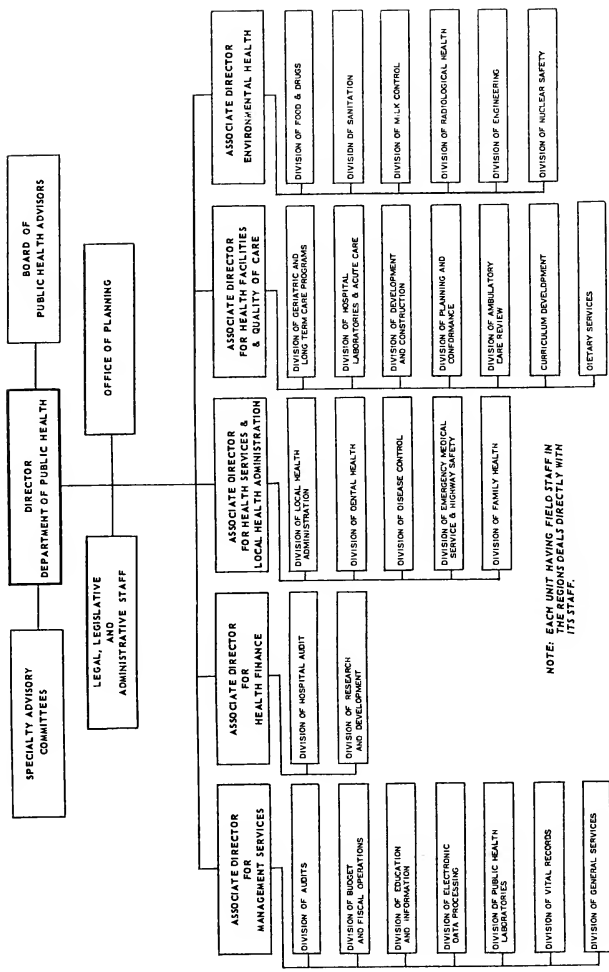 SPECIALTY ADVISORY
COMMITTEES
DIRECTOR
DEPARTMENT OF PUBLIC HEALTH
BOARD OF
PUBLIC HEALTH ADVISORS
LEGAL, LEGISLATIVE
AND
ADMINISTRATIVE STAFF
OFFICE OF PLANNING
ASSOCIATE DIRECTOR
FOR
MANAGEMENT SERVICES
DIVISION OF AUDITS
DIVISION OF BUDGET
AND FISCAL OPERATIONS
DIVISION OF EDUCATION
AND INFORMATION
DIVISION OF ELECTRONIC
DATA PROCESSING
DIVISION OF PUBLIC HEALTH
LABORATORIES
DIVISION OF VITAL RECORDS
DIVISION OF GENERAL SERVICES
ASSOCIATE DIRECTOR
FOR
HEALTH FINANCE
DIVISION OF HOSPITAL AUDIT
DIVISION OF RESEARCH
AND DEVELOPMENT
ASSOCIATE DIRECTOR
FOR HEALTH SERVICES &
LOCAL HEALTH ADMINISTRATION
DIVISION OF LOCAL HEALTH
ADMINISTRATION
DIVISION OF DENTAL HEALTH
DIVISION OF DISEASE CONTROL
DIVISION OF EMERGENCY MEDICAL
SERVICE & HIGHWAY SAFETY
DIVISION OF FAMILY HEALTH
ASSOCIATE DIRECTOR
FOR HEALTH FACILITIES
& QUALITY OF CARE
DIVISION OF GERIATRIC AND
LONG TERM CARE PROGRAMS
DIVISION OF HOSPITAL
LABORATORIES & ACUTE CARE
DIVISION OF DEVELOPMENT
AND CONSTRUCTION
DIVISION OF PLANNING AND
CONFORMANCE
DIVISION OF AMBULATORY
CARE REVIEW
CURRICULUM DEVELOPMENT
DIETARY SERVICES
ASSOCIATE DIRECTOR
ENVIRONMENTAL HEALTH
DIVISION OF FOOD & DRUGS
DIVISION OF SANITATION
DIVISION OF MILK CONTROL
DIVISION OF RADIOLOGICAL HEALTH
DIVISION OF ENGINEERING
DIVISION OF NUCLEAR SAFETY
NOTE: EACH UNIT HAVING FIELD STAFF IN
THE REGIONS DEALS DIRECTLY WITH
ITS STAFF.